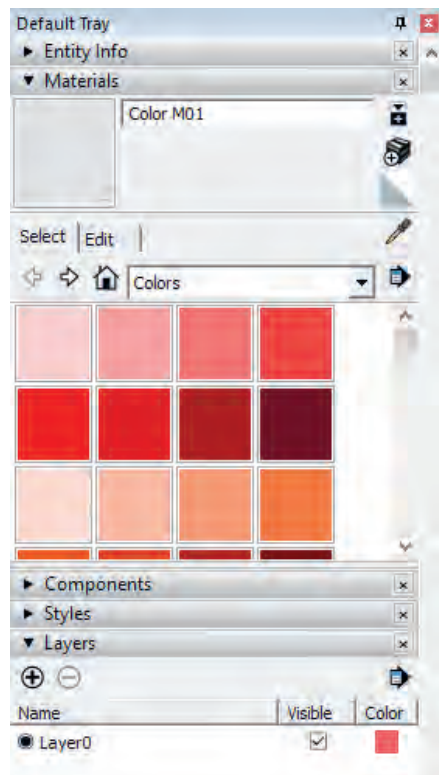 Default Tray
Entity Info
Materials
Color M01
Select Edit
Colors
Components
Styles
Layers
Name Visible Color
Layer0